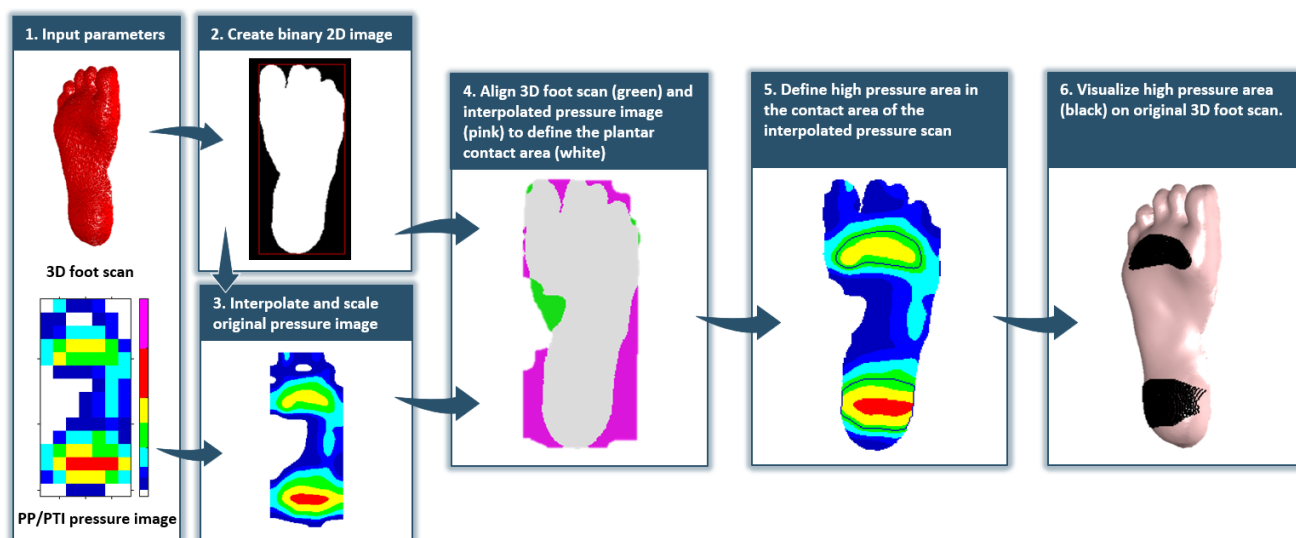 1. Input parameters
3D foot scan
PP/PTI pressure image
2. Create binary 2D image
3. Interpolate and scale
original pressure image
4. Align 3D foot scan (green) and
interpolated pressure image
(pink) to define the plantar
contact area (white)
5. Define high pressure area in
the contact area of the
interpolated pressure scan
6. Visualize high pressure area
(black) on original 3D foot scan.